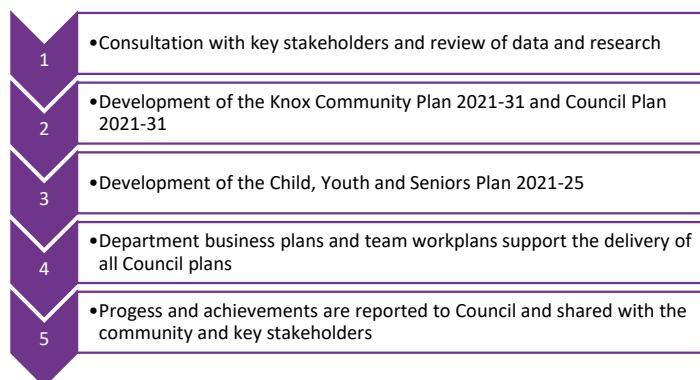 1
•Consultation with key stakeholders and review of data and research
2
•Development of the Knox Community Plan 2021-31 and Council Plan
2021-31
3
•Development of the Child, Youth and Seniors Plan 2021-25
4
•Department business plans and team workplans support the delivery of
all Council plans
5
•Progess and achievements are reported to Council and shared with the
community and key stakeholders